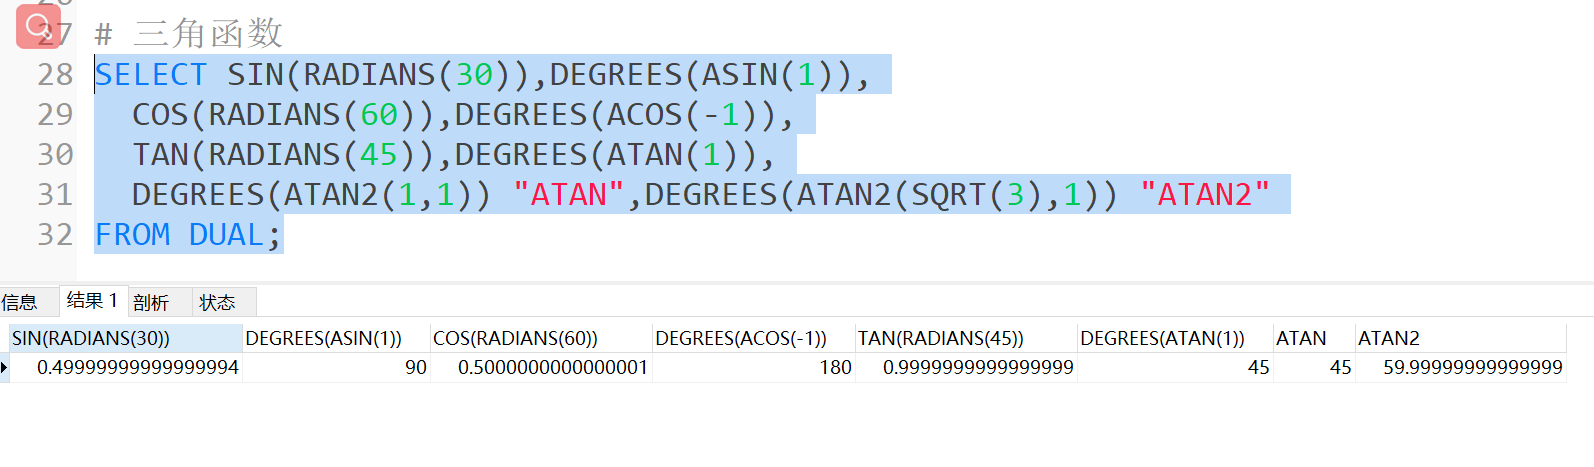 27 # 三角函数
28 SELECT SIN(RADIANS(30)),DEGREES(ASIN(1)),
29 COS(RADIANS(60)),DEGREES(ACOS(-1)),
30 TAN(RADIANS(45)),DEGREES(ATAN(1)),
31 DEGREES(ATAN2(1,1)) "ATAN",DEGREES(ATAN2(SQRT(3),1)) "ATAN2"
32 FROM DUAL;
信息 结果 1 剖析 状态
SIN(RADIANS(30)) DEGREES(ASIN(1)) COS(RADIANS(60)) DEGREES(ACOS(-1)) TAN(RADIANS(45)) DEGREES(ATAN(1)) ATAN ATAN2
0.49999999999999994 90 0.5000000000000001 180 0.9999999999999999 45 45 59.99999999999999